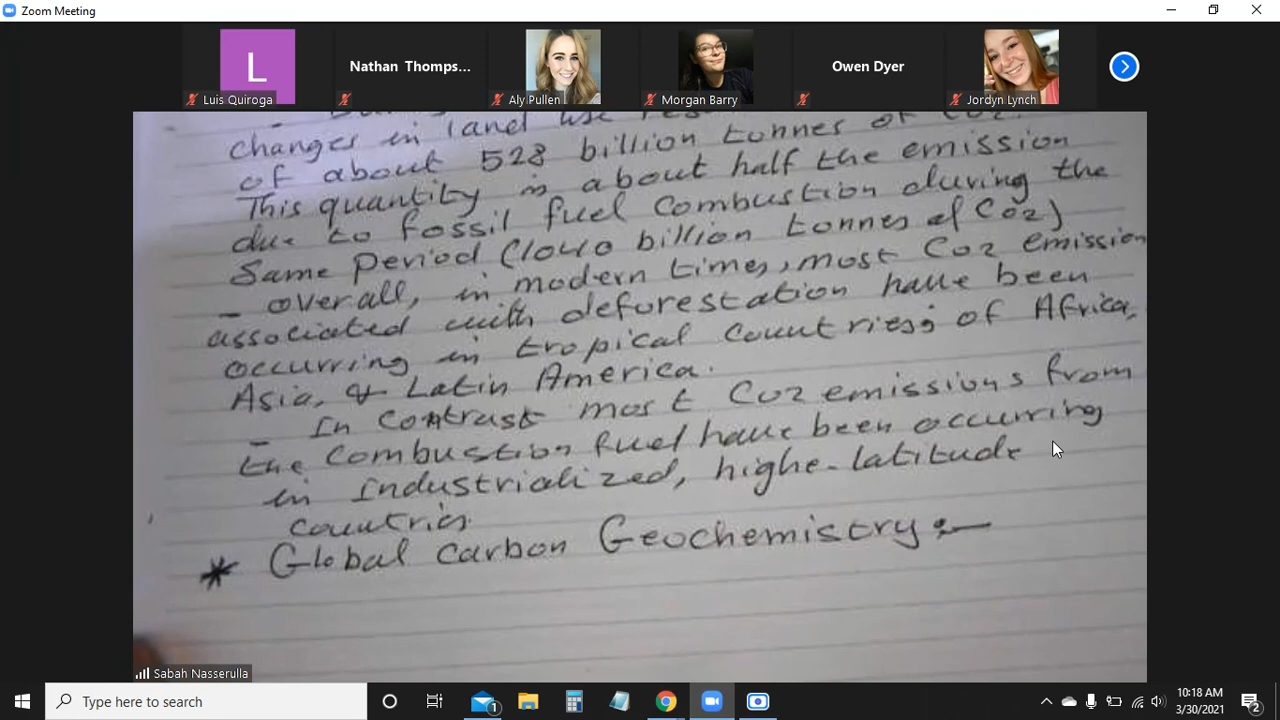 Zoom Meeting
L
Luis Quiroga
Nathan Thomps...
Aly Pullen
Morgan Barry
Owen Dyer
Jordyn Lynch
changes in land use
of about 528 billion tonnes of CO2.
This quantity is about half the emission
due to fossil fuel combustion during the
Same period (1040 billion tonnes of CO2)
- overall, in modern times, most CO2 emission
associated with deforestation have been
occurring in tropical countries; of Africa,
Asia, & Latin America.
- In contrast most CO2 emissions from
the combustion fuel have been occurring
in Industrialized, highe-latitude
countries.
* Global carbon Geochemistry:-
Sabah Nasserulla
Type here to search
1
10:18 AM
3/30/2021
2